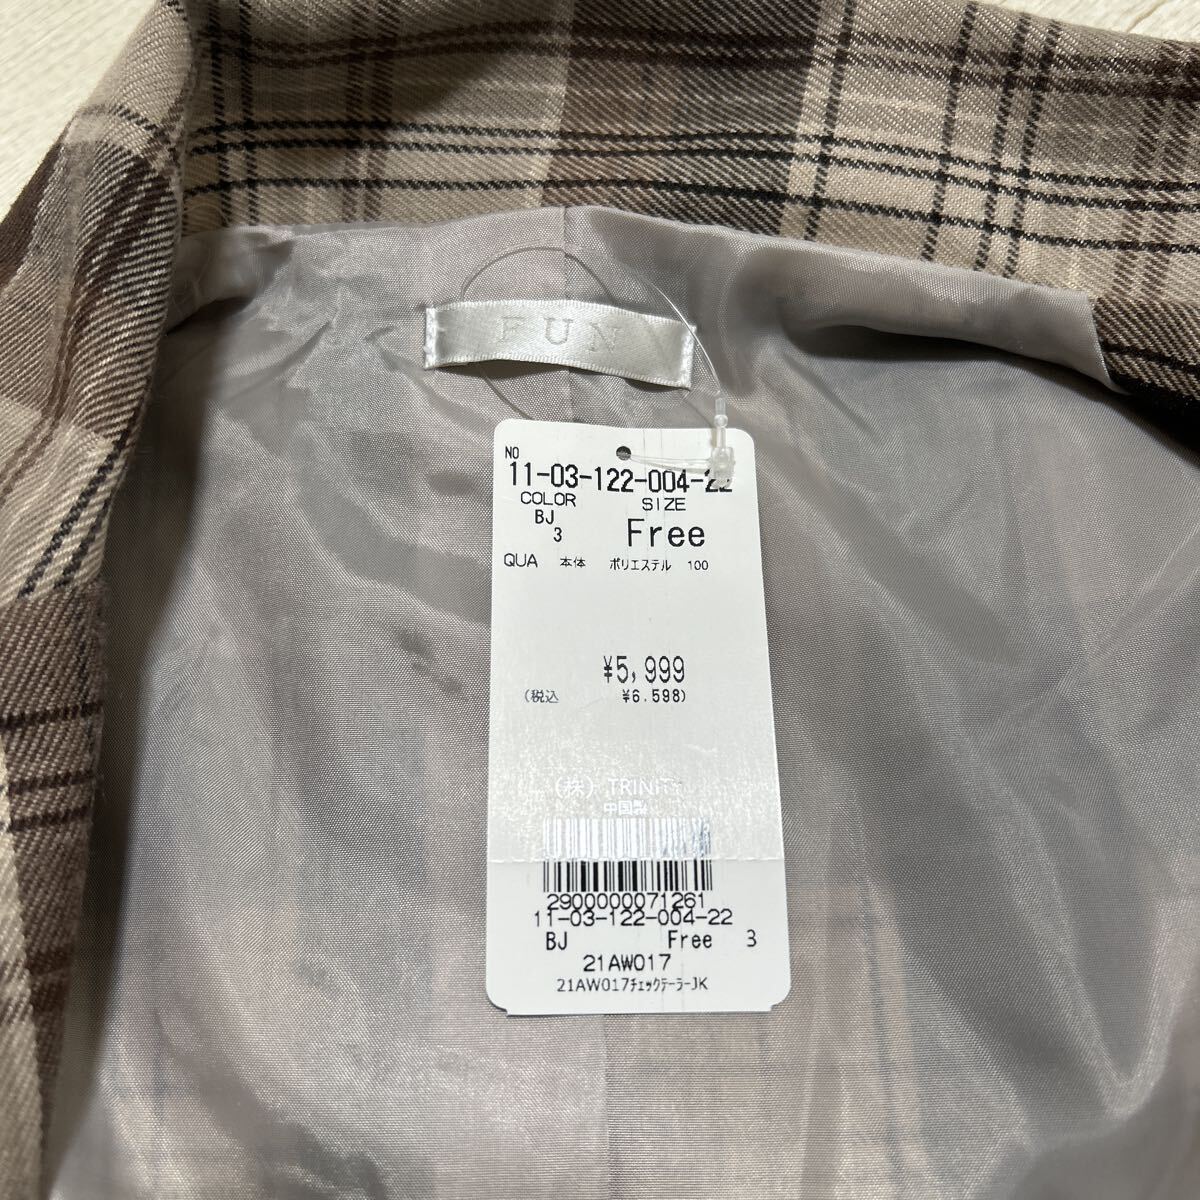 FUN
NO
11-03-122-004-22
COLOR SIZE
BJ
3 Free
QUA 本体 ポリエステル 100
¥5,999
(税込 ¥6.598)
(株) TRINITY
中国製
2900000071261
11-03-122-004-22
BJ Free 3
21AW017
21AW017ﾁｪｯｸﾃｰﾗｰJK